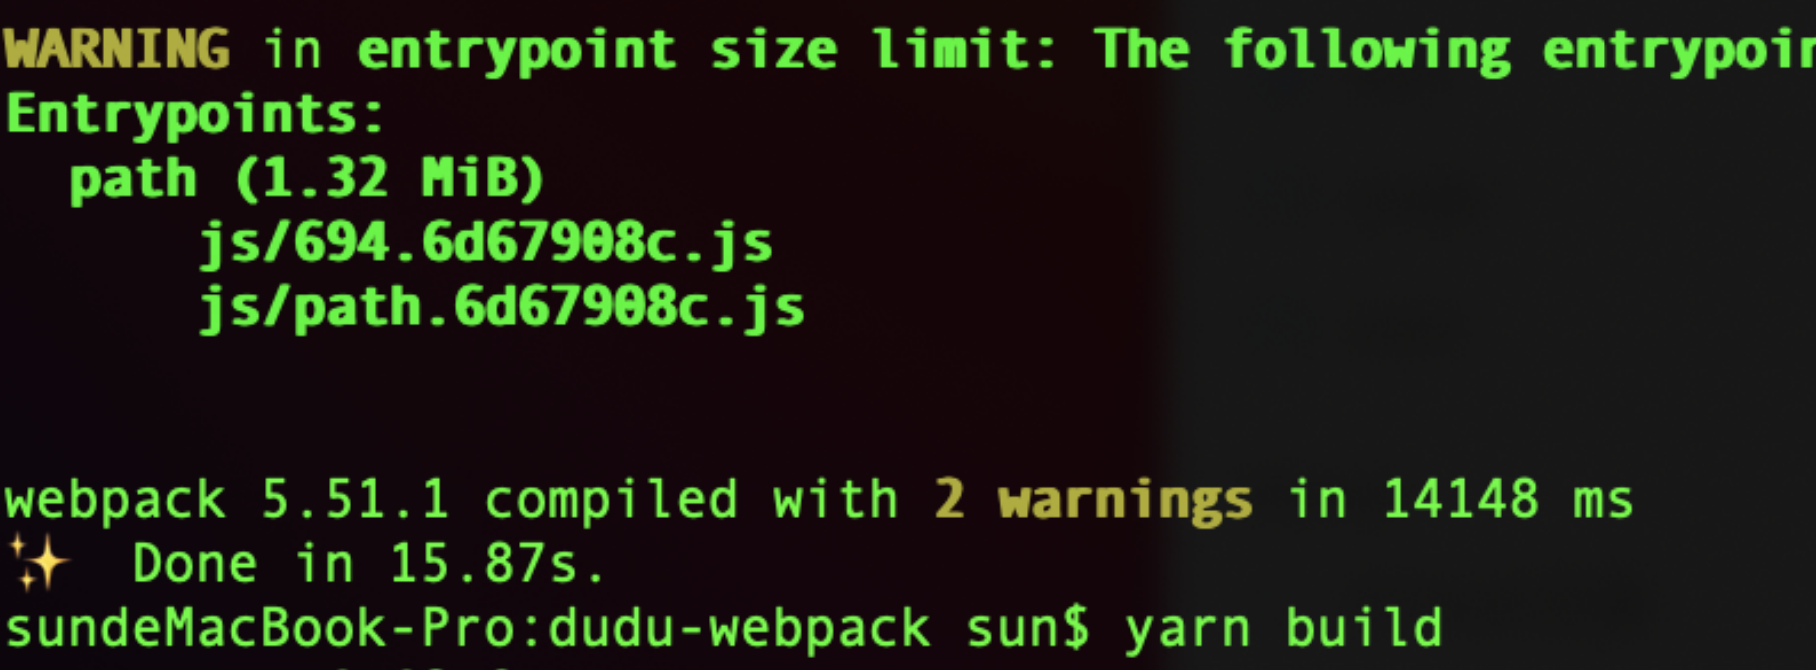 WARNING in entrypoint size limit: The following entrypoin
Entrypoints:
path (1.32 MiB)
js/694.6d67908c.js
js/path.6d67908c.js
webpack 5.51.1 compiled with 2 warnings in 14148 ms
✨ Done in 15.87s.
sundeMacBook-Pro:dudu-webpack sun$ yarn build